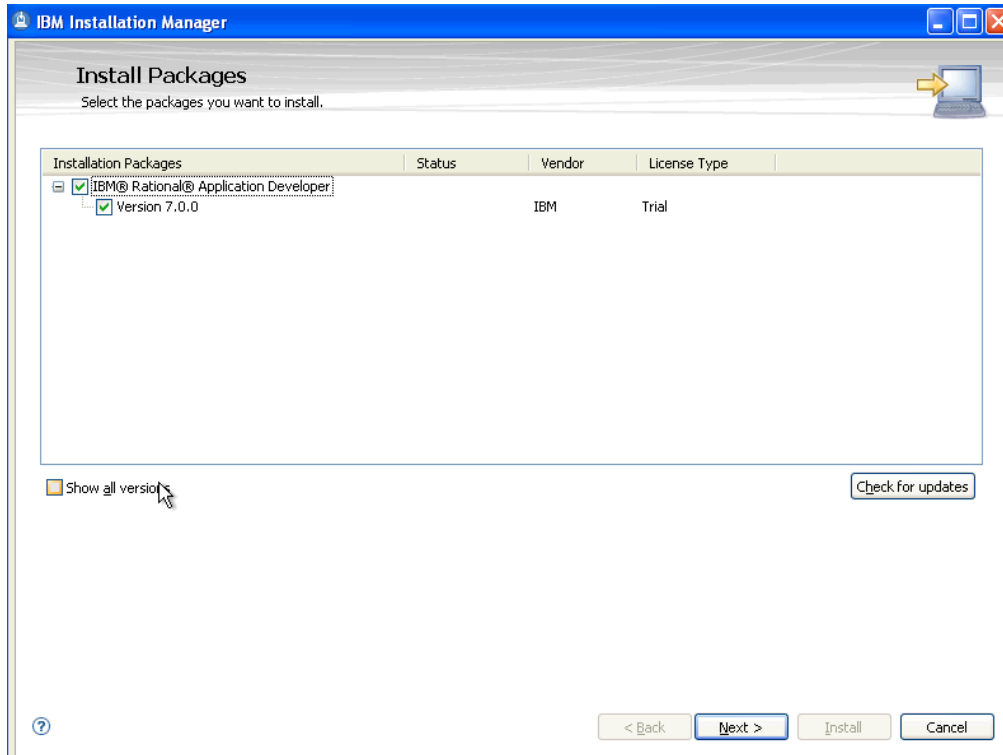 IBM Installation Manager
Install Packages
Select the packages you want to install.
Installation Packages Status Vendor License Type
IBM® Rational® Application Developer
Version 7.0.0 IBM Trial
Show all versions Check for updates
? < Back Next > Install Cancel